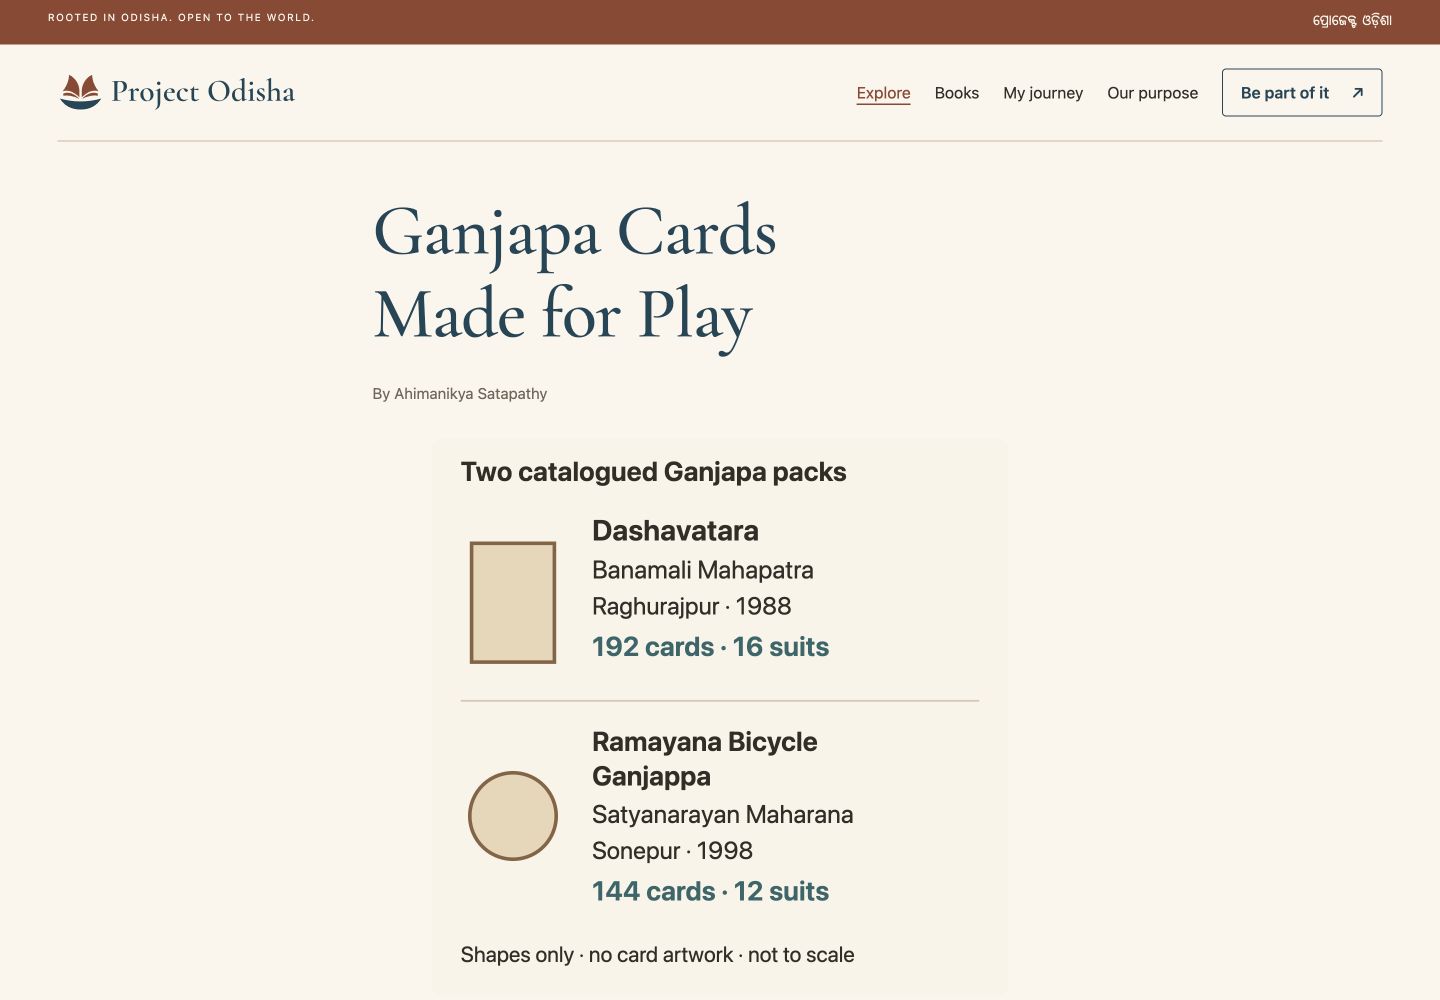 ROOTED IN ODISHA. OPEN TO THE WORLD.
ପ୍ରୋଜେକ୍ଟ ଓଡ଼ିଶା
Project Odisha
Explore
Books
My journey
Our purpose
Be part of it
Ganjapa Cards
Made for Play
By Ahimanikya Satapathy
Two catalogued Ganjapa packs
Dashavatara
Banamali Mahapatra
Raghurajpur · 1988
192 cards · 16 suits
Ramayana Bicycle
Ganjappa
Satyanarayan Maharana
Sonepur · 1998
144 cards · 12 suits
Shapes only · no card artwork · not to scale